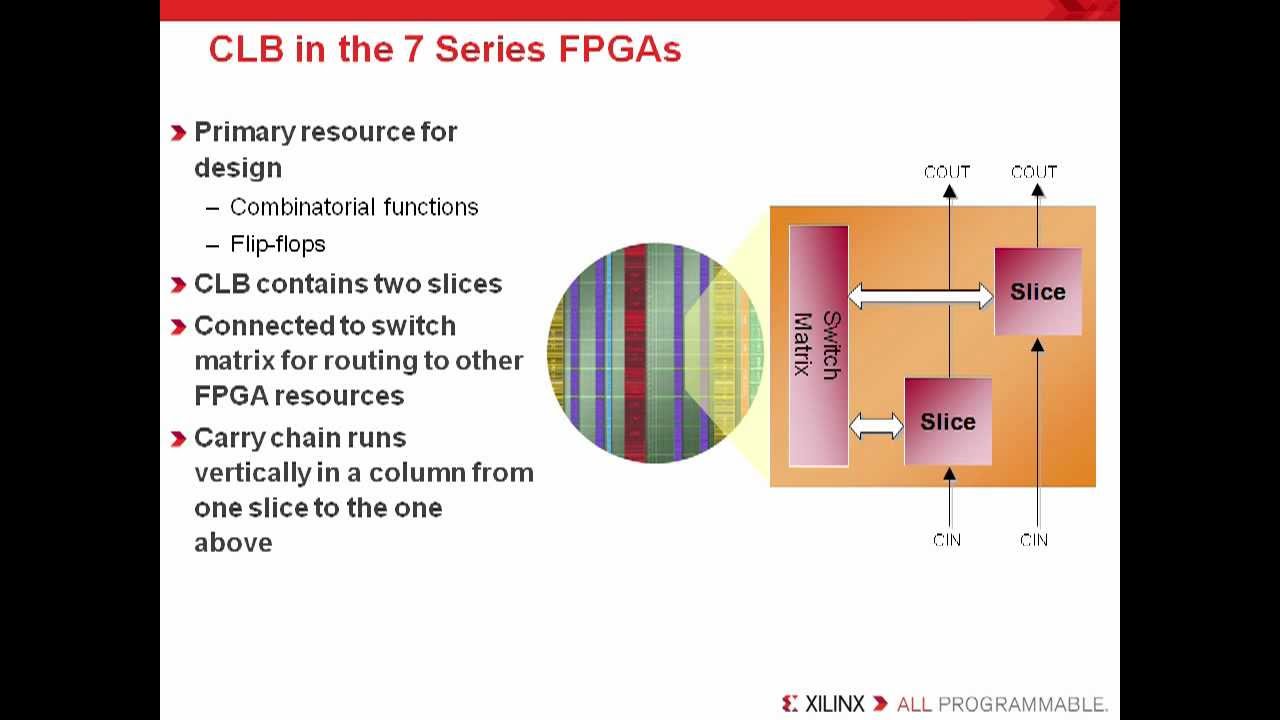 CLB in the 7 Series FPGAs
Primary resource for
design
– Combinatorial functions
– Flip-flops
CLB contains two slices
Connected to switch
matrix for routing to other
FPGA resources
Carry chain runs
vertically in a column from
one slice to the one
above
COUT COUT
Slice
Switch
Matrix
Slice
CIN CIN
XILINX ALL PROGRAMMABLE.